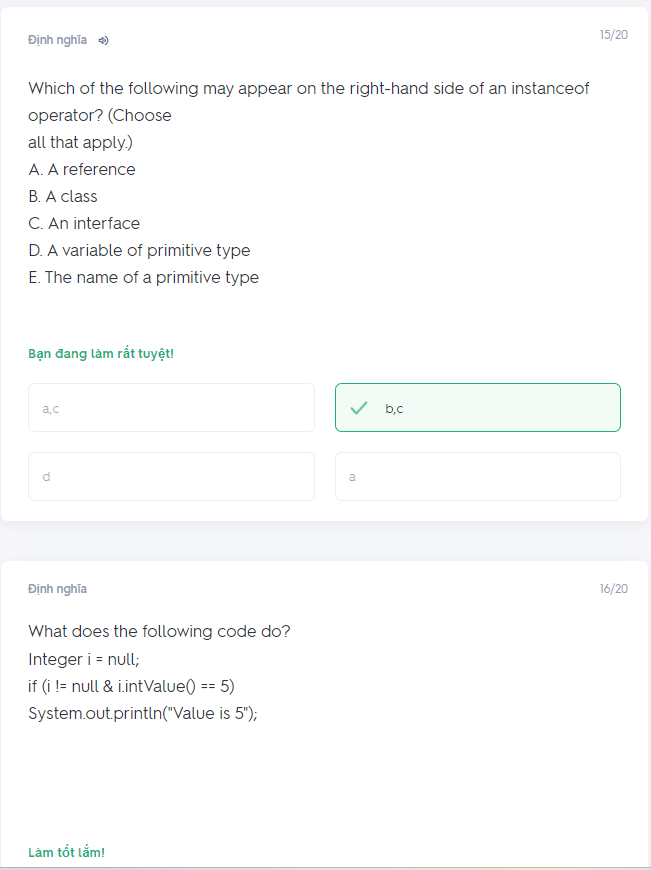 Định nghĩa
15/20
Which of the following may appear on the right-hand side of an instanceof
operator? (Choose
all that apply.)
A. A reference
B. A class
C. An interface
D. A variable of primitive type
E. The name of a primitive type
Bạn đang làm rất tuyệt!
a,c
b,c
d
a
Định nghĩa
16/20
What does the following code do?
Integer i = null;
if (i != null & i.intValue() == 5)
System.out.println("Value is 5");
Làm tốt lắm!